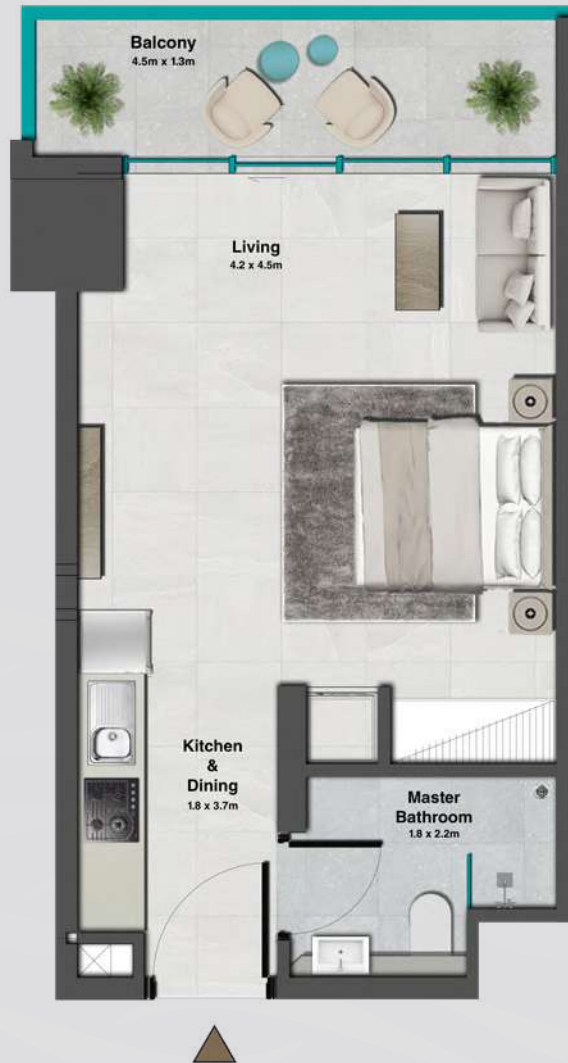 Balcony
4.5m x 1.3m
Living
4.2 x 4.5m
Kitchen
&
Dining
1.8 x 3.7m
Master
Bathroom
1.8 x 2.2m